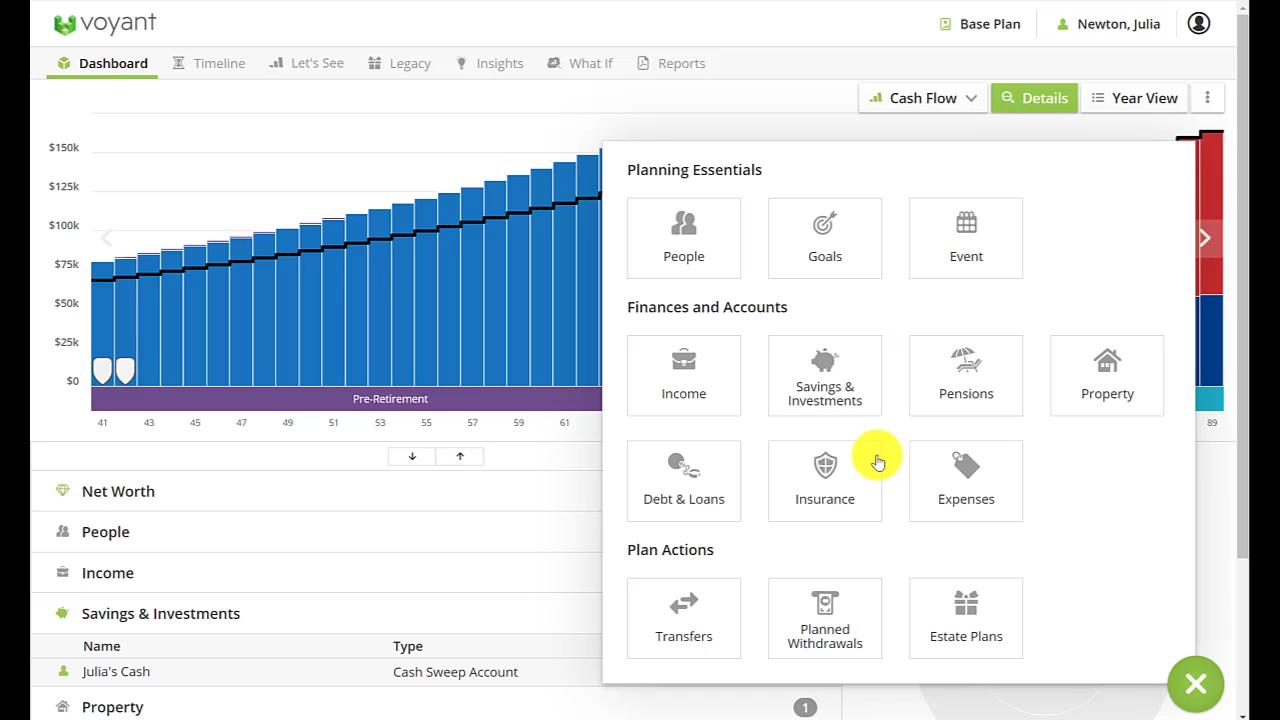 voyant
Base Plan
Newton, Julia
Dashboard
Timeline
Let's See
Legacy
Insights
What If
Reports
Cash Flow
Details
Year View
$150k
$125k
$100k
$75k
$50k
$25k
$0
Pre-Retirement
41 43 45 47 49 51 53 55 57 59 61 89
Planning Essentials
People
Goals
Event
Finances and Accounts
Income
Savings &
Investments
Pensions
Property
Debt & Loans
Insurance
Expenses
Plan Actions
Transfers
Planned
Withdrawals
Estate Plans
Net Worth
People
Income
Savings & Investments
Name Type
Julia's Cash Cash Sweep Account
Property 1